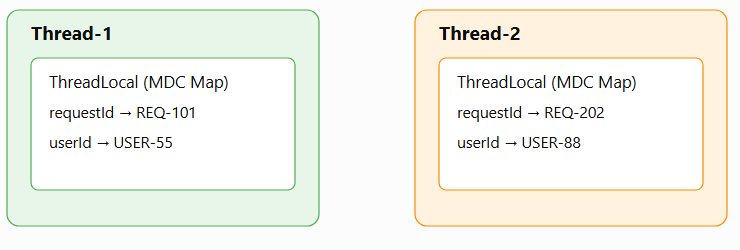 Thread-1
ThreadLocal (MDC Map)
requestId → REQ-101
userId → USER-55
Thread-2
ThreadLocal (MDC Map)
requestId → REQ-202
userId → USER-88